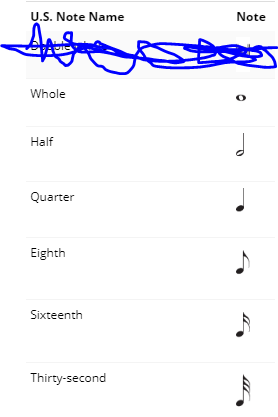 U.S. Note Name Note
Whole
Half
Quarter
Eighth
Sixteenth
Thirty-second